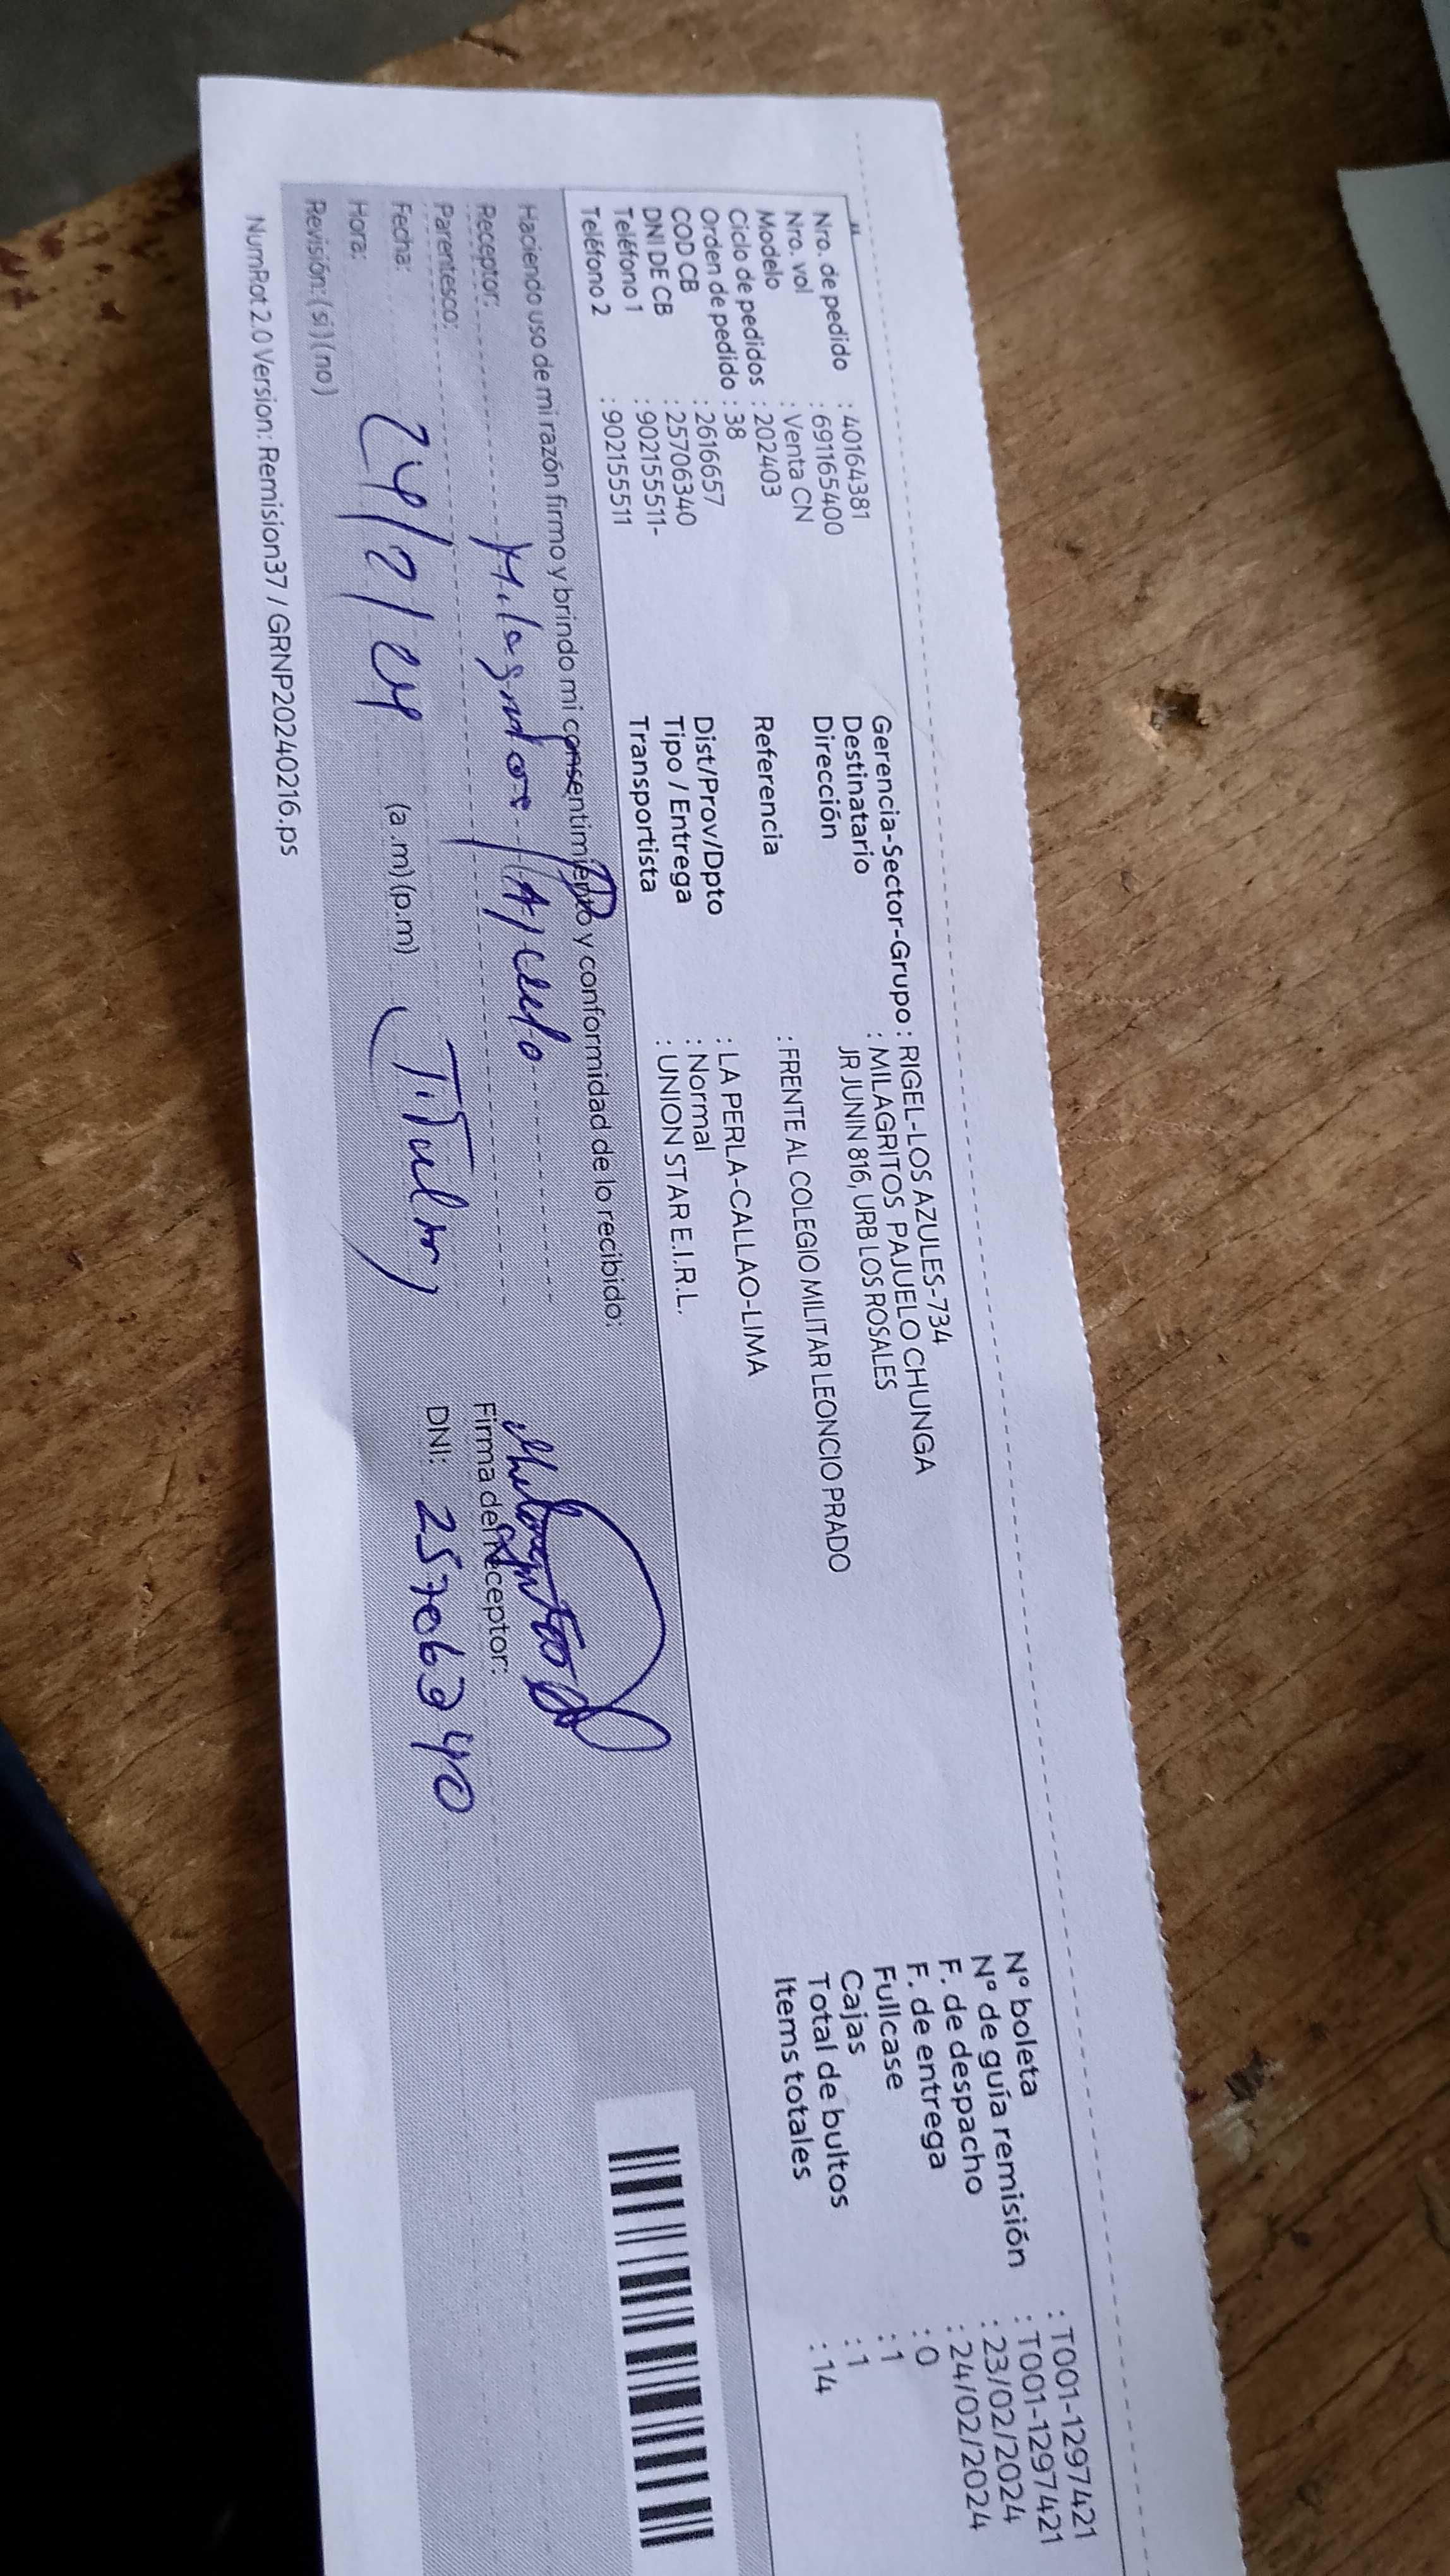 Nro. de pedido : 40164381
Nro. vol : 691165400
Modelo : Venta CN
Ciclo de pedidos : 202403
Orden de pedido : 38
COD CB : 2616657
DNI DE CB : 25706340
Teléfono 1 : 902155511-
Teléfono 2 : 902155511
Gerencia-Sector-Grupo : RIGEL-LOS AZULES-734
Destinatario : MILAGRITOS PAJUELO CHUNGA
Dirección JR JUNIN 816, URB LOS ROSALES
Referencia : FRENTE AL COLEGIO MILITAR LEONCIO PRADO
Dist/Prov/Dpto : LA PERLA-CALLAO-LIMA
Tipo / Entrega : Normal
Transportista : UNION STAR E.I.R.L.
N° boleta : T001-1297421
N° de guía remisión : T001-1297421
F. de despacho : 23/02/2024
F. de entrega : 24/02/2024
Fullcase : 0
Cajas : 1
Total de bultos : 1
Items totales : 14
Haciendo uso de mi razón firmo y brindo mi consentimiento y conformidad de lo recibido:
Receptor: Milagritos
Parentesco:
Fecha: 24/2/24 (a.m)(p.m) (Titular)
Hora:
Revisión: (si) (no)
Firma del Receptor:
DNI: 25706340
NumRot 2.0 Version: Remision37 / GRNP20240216.ps